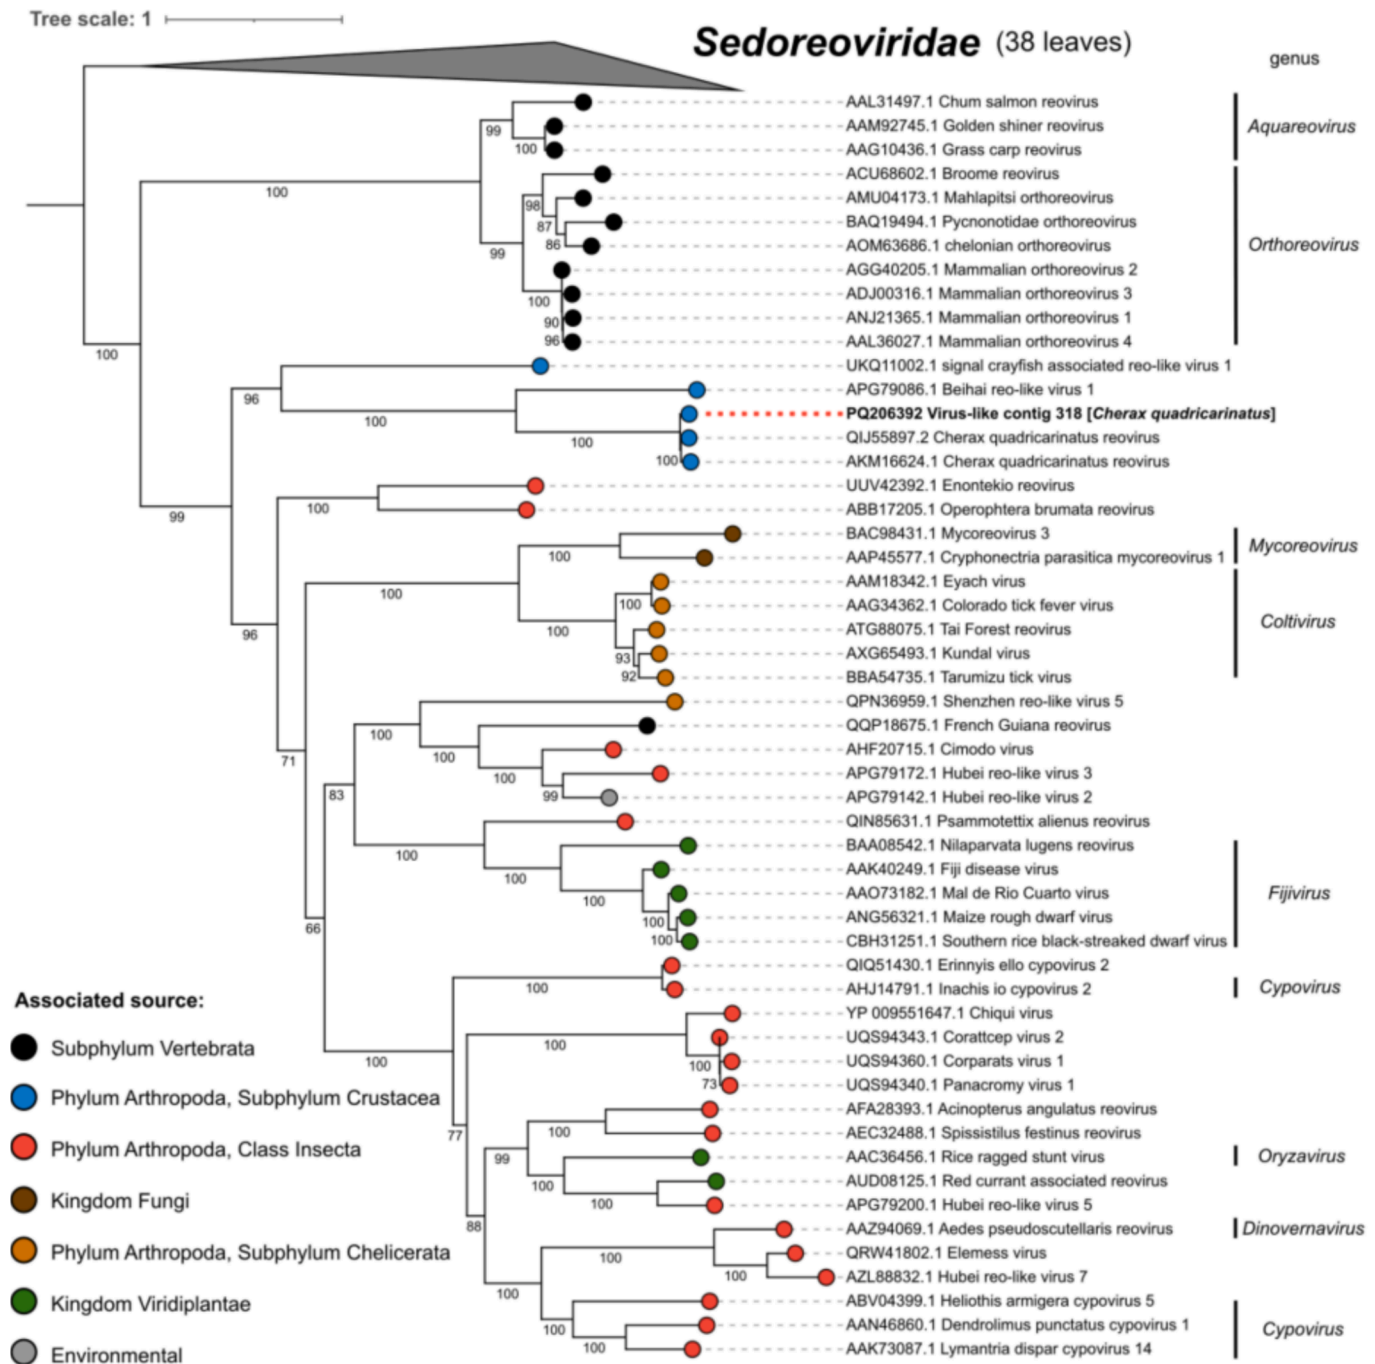 Tree scale: 1
Sedoreoviridae (38 leaves)
genus
AAL31497.1 Chum salmon reovirus
99
AAM92745.1 Golden shiner reovirus
Aquareovirus
100
AAG10436.1 Grass carp reovirus
ACU68602.1 Broome reovirus
100
AMU04173.1 Mahlapitsi orthoreovirus
98
BAQ19494.1 Pycnonotidae orthoreovirus
87
AOM63686.1 chelonian orthoreovirus
86
Orthoreovirus
99
AGG40205.1 Mammalian orthoreovirus 2
ADJ00316.1 Mammalian orthoreovirus 3
100
ANJ21365.1 Mammalian orthoreovirus 1
90
AAL36027.1 Mammalian orthoreovirus 4
96
100
UKQ11002.1 signal crayfish associated reo-like virus 1
APG79086.1 Beihai reo-like virus 1
96
PQ206392 Virus-like contig 318 [Cherax quadricarinatus]
100
QIJ55897.2 Cherax quadricarinatus reovirus
100
AKM16624.1 Cherax quadricarinatus reovirus
100
UUV42392.1 Enontekio reovirus
ABB17205.1 Operophtera brumata reovirus
100
99
BAC98431.1 Mycoreovirus 3
Mycoreovirus
AAP45577.1 Cryphonectria parasitica mycoreovirus 1
100
AAM18342.1 Eyach virus
100
AAG34362.1 Colorado tick fever virus
100
Coltivirus
ATG88075.1 Tai Forest reovirus
100
96
AXG65493.1 Kundal virus
93
BBA54735.1 Tarumizu tick virus
92
QPN36959.1 Shenzhen reo-like virus 5
QQP18675.1 French Guiana reovirus
100
AHF20715.1 Cimodo virus
100
71
APG79172.1 Hubei reo-like virus 3
100
APG79142.1 Hubei reo-like virus 2
83
99
QIN85631.1 Psammottettix alienus reovirus
BAA08542.1 Nilaparvata lugens reovirus
100
AAK40249.1 Fiji disease virus
100
AAO73182.1 Mal de Rio Cuarto virus
Fijivirus
100
ANG56321.1 Maize rough dwarf virus
100
66
CBH31251.1 Southern rice black-streaked dwarf virus
100
QIQ51430.1 Erinnyis ello cypovirus 2
AHJ14791.1 Inachis io cypovirus 2
Cypovirus
100
YP 009551647.1 Chiqui virus
UQS94343.1 Corattcep virus 2
100
UQS94360.1 Corparats virus 1
100
100
UQS94340.1 Panacromy virus 1
73
AFA28393.1 Acinopterus angulatus reovirus
AEC32488.1 Spissistilus festinus reovirus
100
77
AAC36456.1 Rice ragged stunt virus
Oryzavirus
99
AUD08125.1 Red currant associated reovirus
100
APG79200.1 Hubei reo-like virus 5
100
AAZ94069.1 Aedes pseudoscutellaris reovirus
Dinovernavirus
88
QRW41802.1 Elemess virus
100
AZL88832.1 Hubei reo-like virus 7
100
100
ABV04399.1 Heliothis armigera cypovirus 5
AAN46860.1 Dendrolimus punctatus cypovirus 1
Cypovirus
100
AAK73087.1 Lymantria dispar cypovirus 14
100
Associated source:
Subphylum Vertebrata
Phylum Arthropoda, Subphylum Crustacea
Phylum Arthropoda, Class Insecta
Kingdom Fungi
Phylum Arthropoda, Subphylum Chelicerata
Kingdom Viridiplantae
Environmental